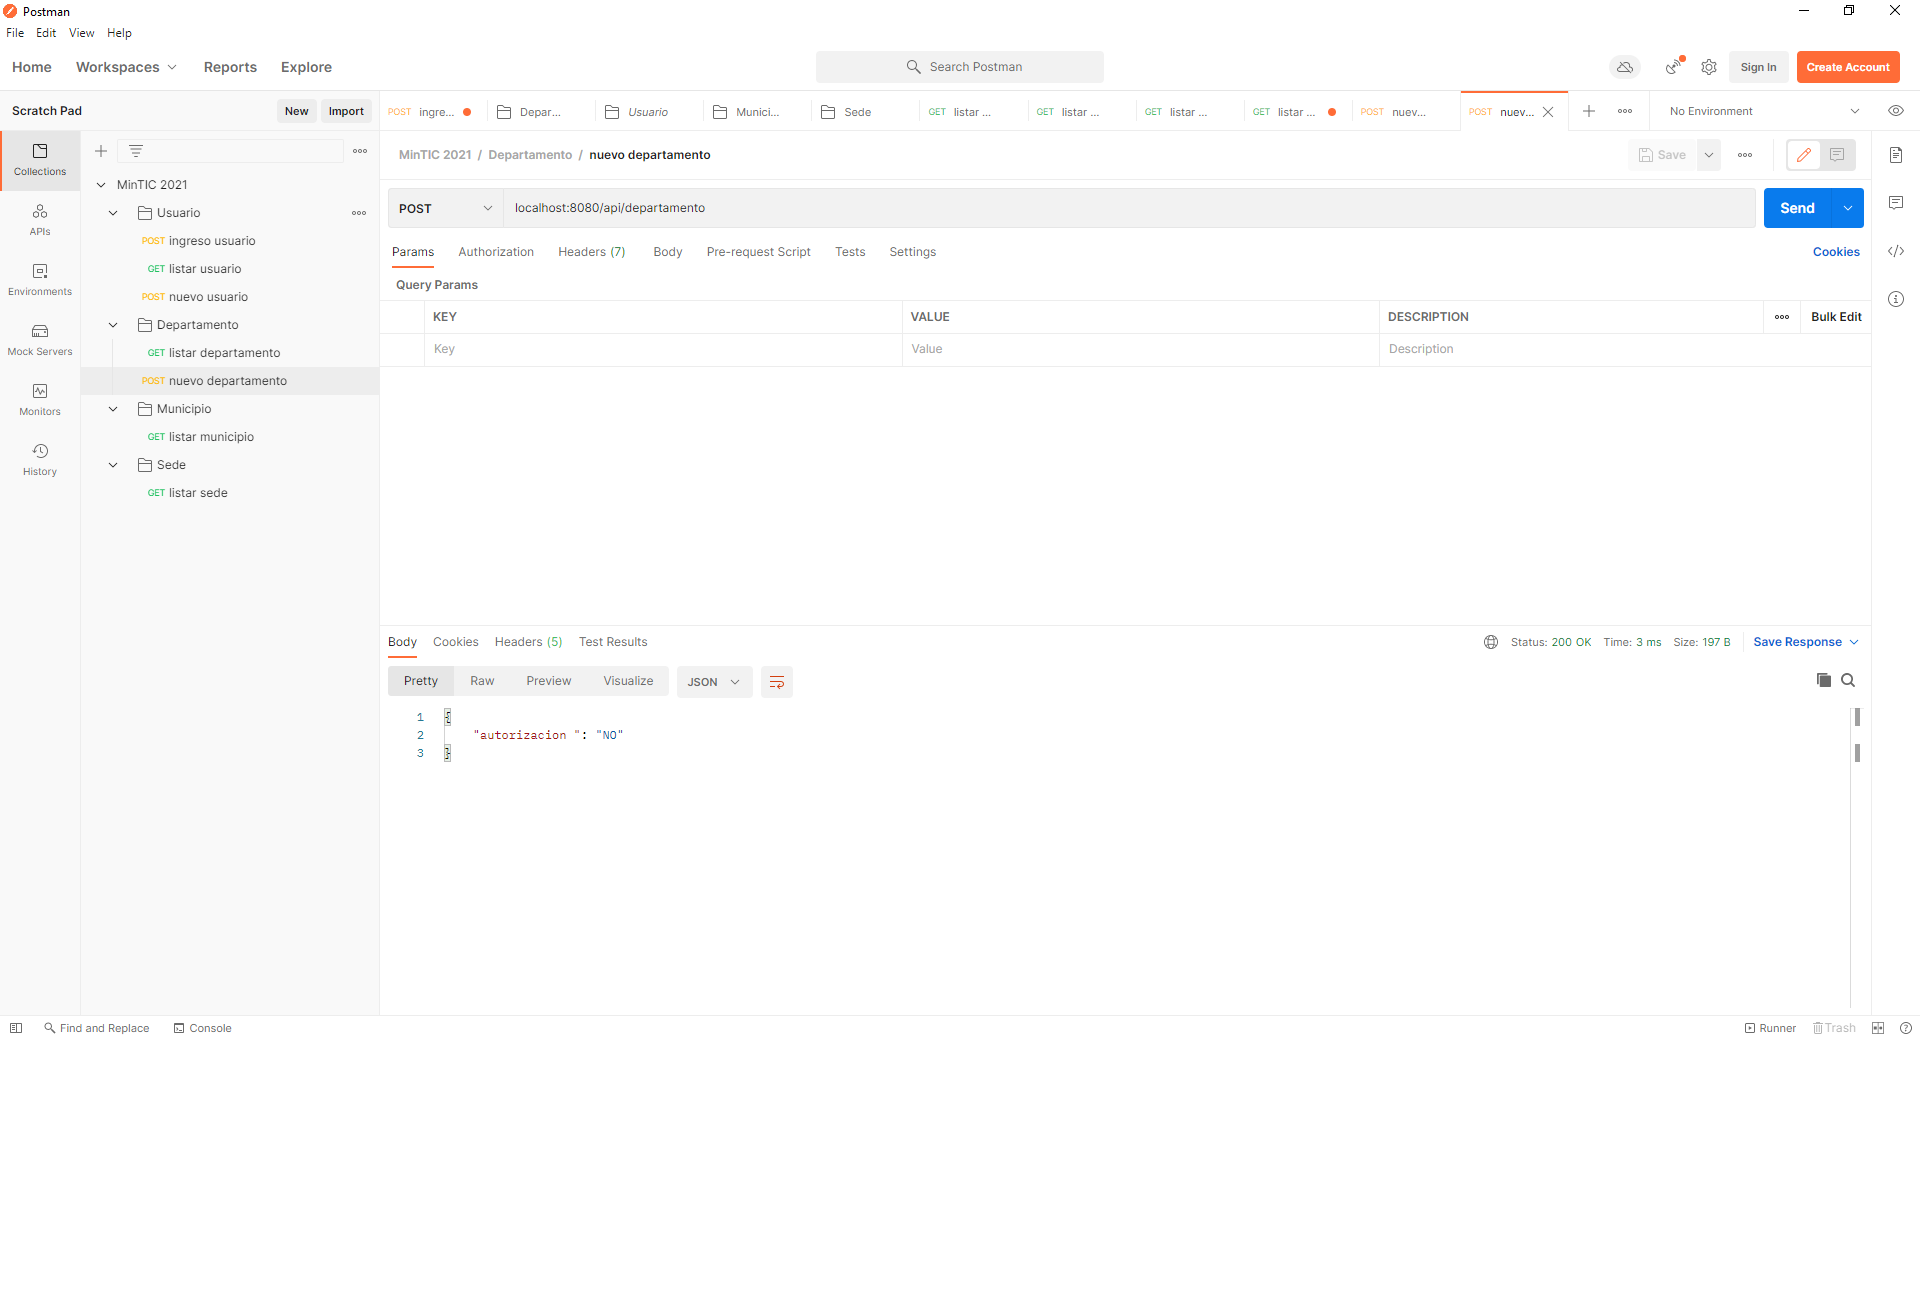 Postman
File Edit View Help
Home Workspaces Reports Explore
Search Postman
Sign In Create Account
Scratch Pad New Import
POST ingre... Depar... Usuario Munici... Sede GET listar ... GET listar ... GET listar ... GET listar ... POST nuev... POST nuev... No Environment
Collections
APIs
Environments
Mock Servers
Monitors
History
MinTIC 2021
Usuario
POST ingreso usuario
GET listar usuario
POST nuevo usuario
Departamento
GET listar departamento
POST nuevo departamento
Municipio
GET listar municipio
Sede
GET listar sede
MinTIC 2021 / Departamento / nuevo departamento
Save
POST localhost:8080/api/departamento Send
Params Authorization Headers (7) Body Pre-request Script Tests Settings Cookies
Query Params
KEY VALUE DESCRIPTION Bulk Edit
Key Value Description
Body Cookies Headers (5) Test Results Status: 200 OK Time: 3 ms Size: 197 B Save Response
Pretty Raw Preview Visualize JSON
1 {
2 "autorizacion ": "NO"
3 }
Find and Replace Console Runner Trash